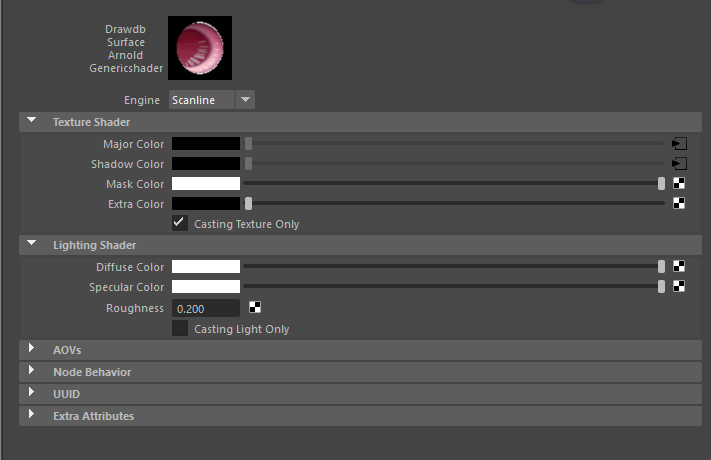 Drawdb
Surface
Arnold
Genericshader
Engine Scanline
Texture Shader
Major Color
Shadow Color
Mask Color
Extra Color
Casting Texture Only
Lighting Shader
Diffuse Color
Specular Color
Roughness 0.200
Casting Light Only
AOVs
Node Behavior
UUID
Extra Attributes